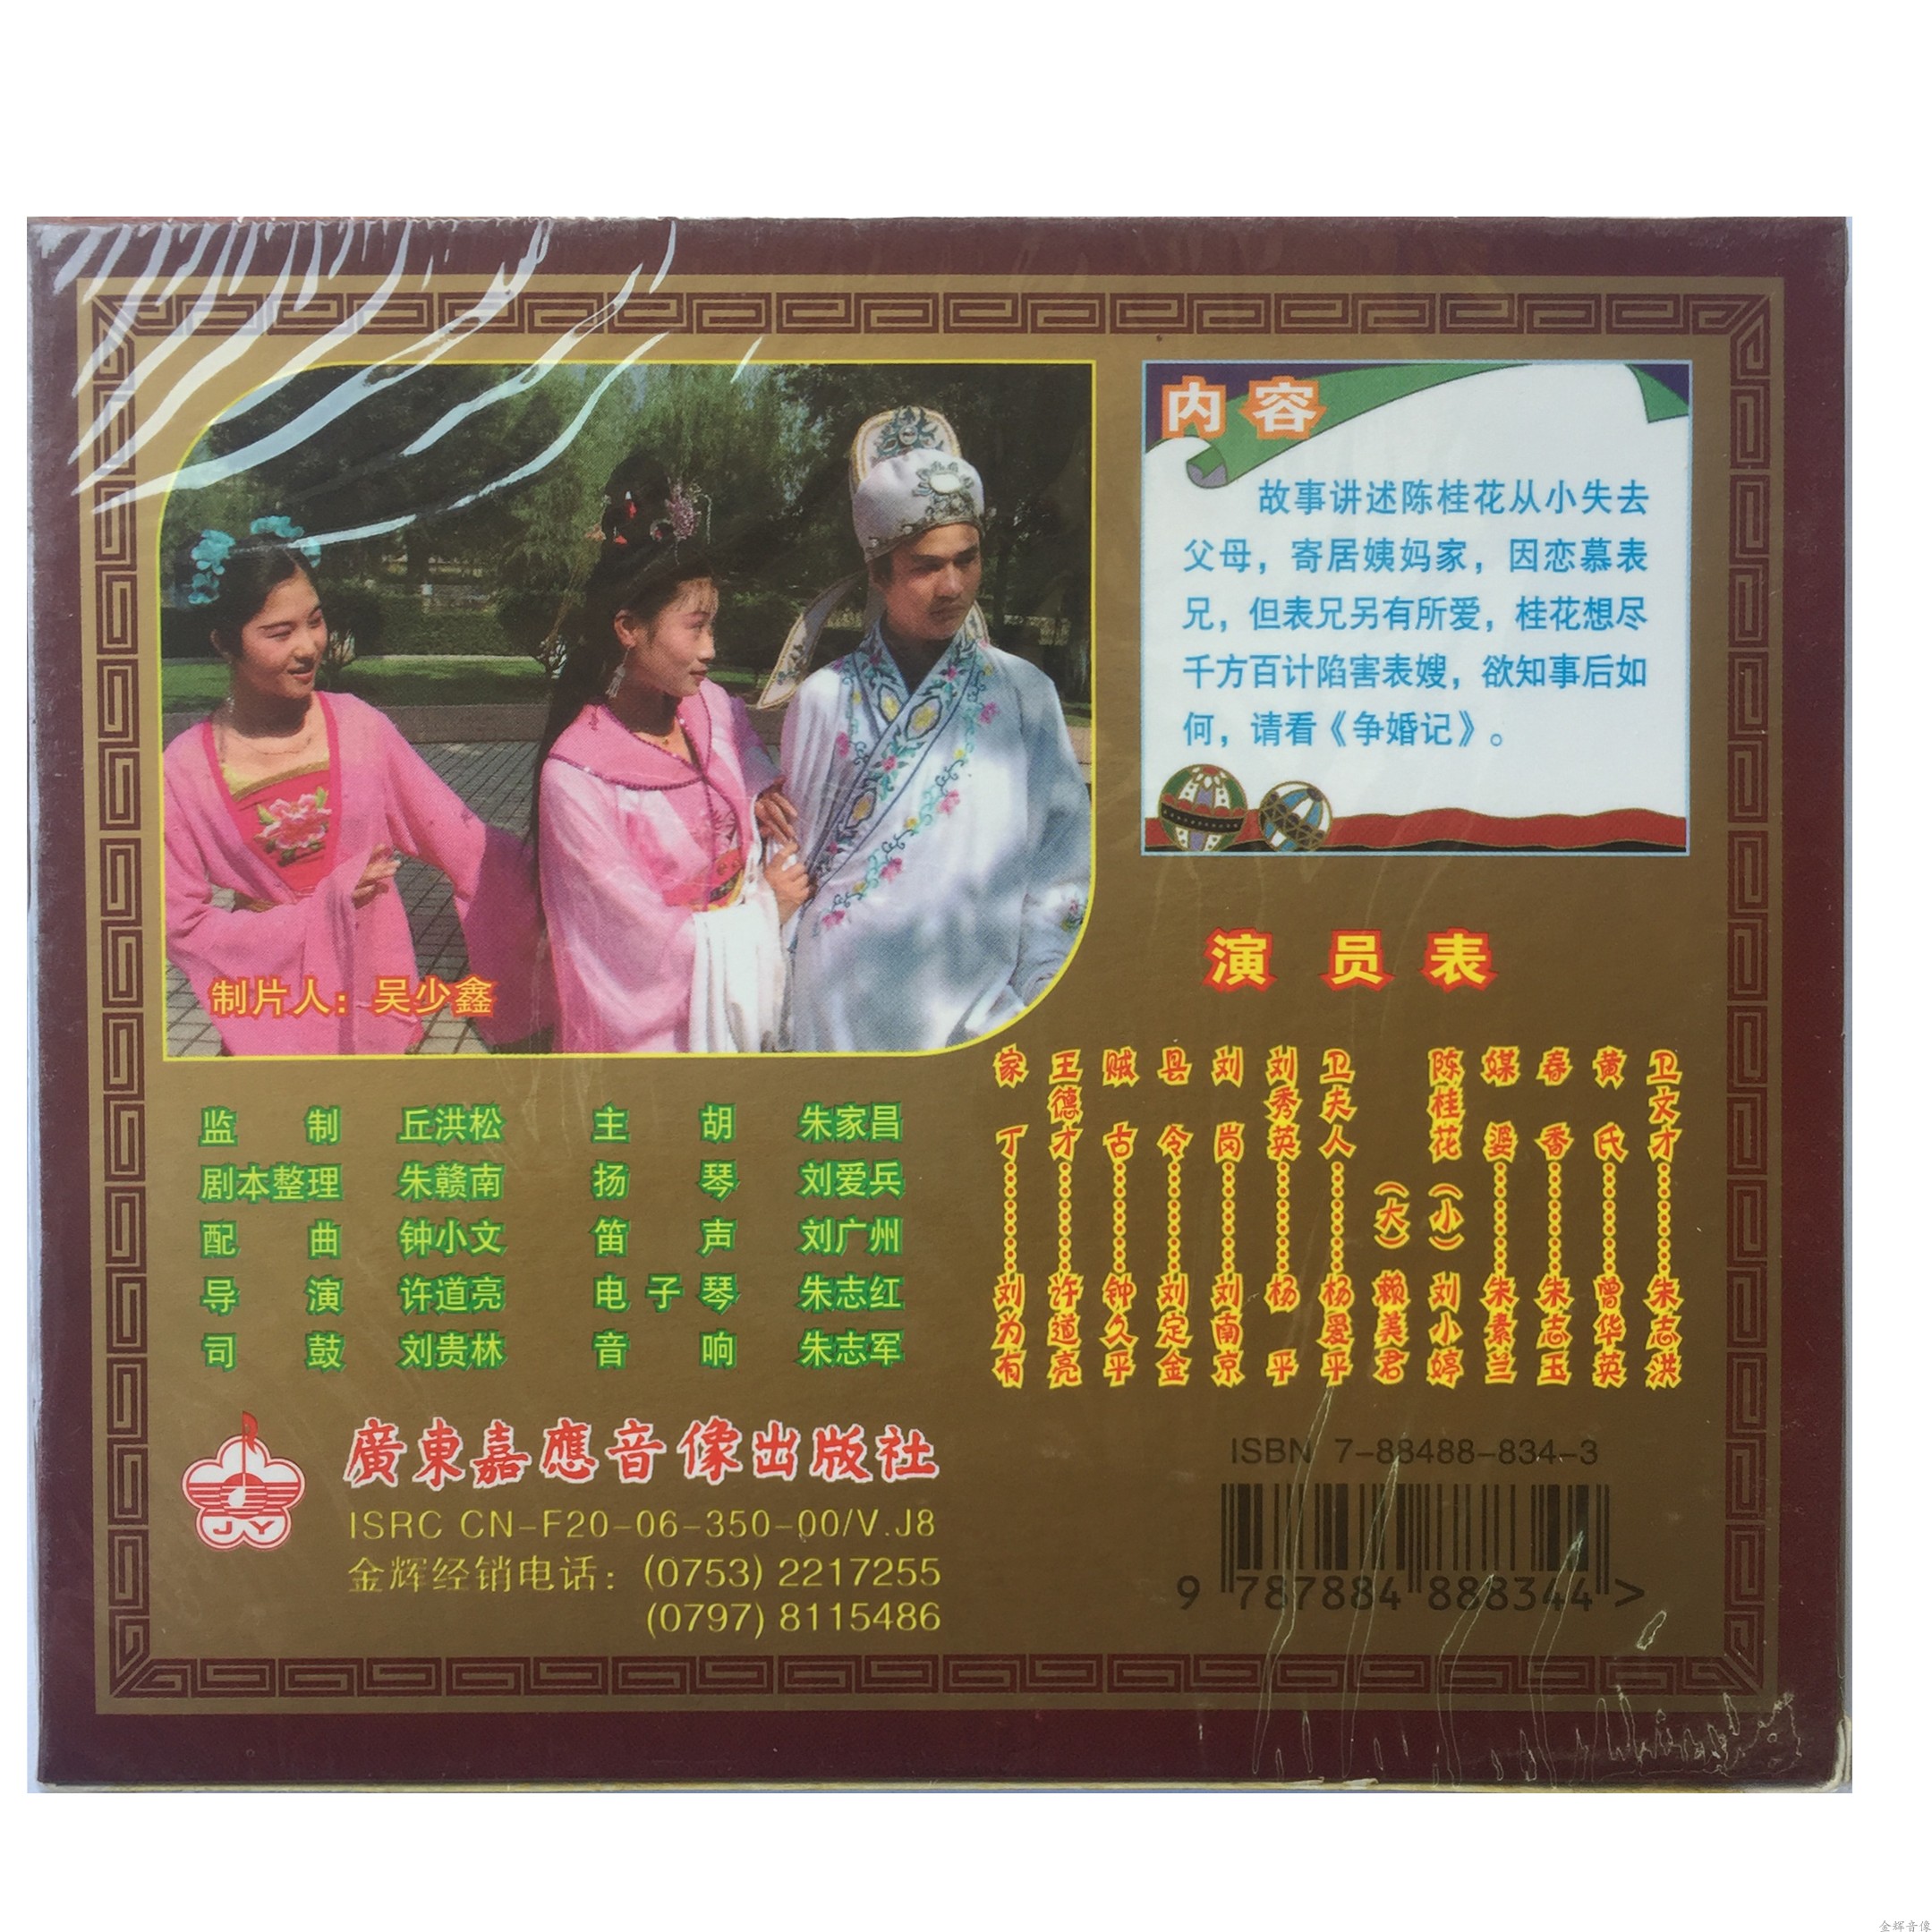 内容
故事讲述陈桂花从小失去
父母，寄居姨妈家，因恋慕表
兄，但表兄另有所爱，桂花想尽
千方百计陷害表嫂，欲知事后如
何，请看《争婚记》。
制片人：吴少鑫
演员表
卫文才 朱志洪
黄氏 曾华英
春香 朱志玉
媒婆 朱素兰
陈桂花（小）刘小婷
（大）赖美君
卫夫人 杨爱平
刘秀英 杨平
刘岗 刘南京
县令 刘定金
贼古 钟久平
王德才 许道亮
家丁 刘为有
监制 丘洪松 主胡 朱家昌
剧本整理 朱赣南 扬琴 刘爱兵
配曲 钟小文 笛声 刘广州
导演 许道亮 电子琴 朱志红
司鼓 刘贵林 音响 朱志军
廣東嘉應音像出版社
JY
ISRC CN-F20-06-350-00/V.J8
金辉经销电话：(0753) 2217255
(0797) 8115486
ISBN 7-88488-834-3
9 787884 888344 >
金辉音像